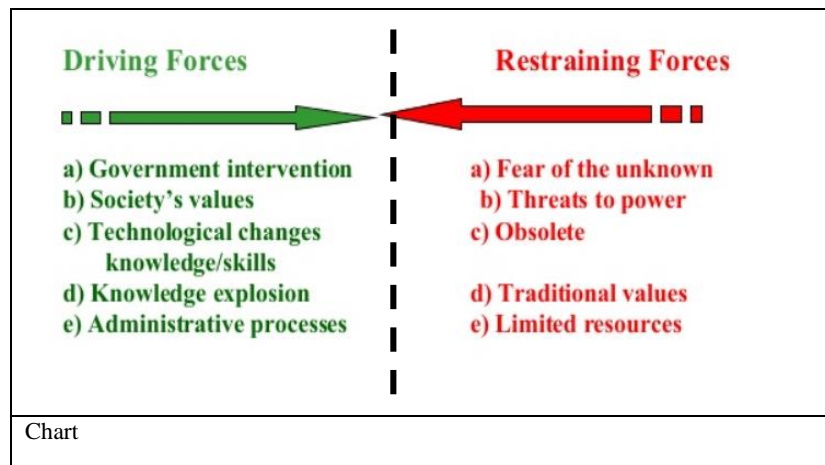 Driving Forces
a) Government intervention
b) Society's values
c) Technological changes
knowledge/skills
d) Knowledge explosion
e) Administrative processes
Restraining Forces
a) Fear of the unknown
b) Threats to power
c) Obsolete
d) Traditional values
e) Limited resources
Chart